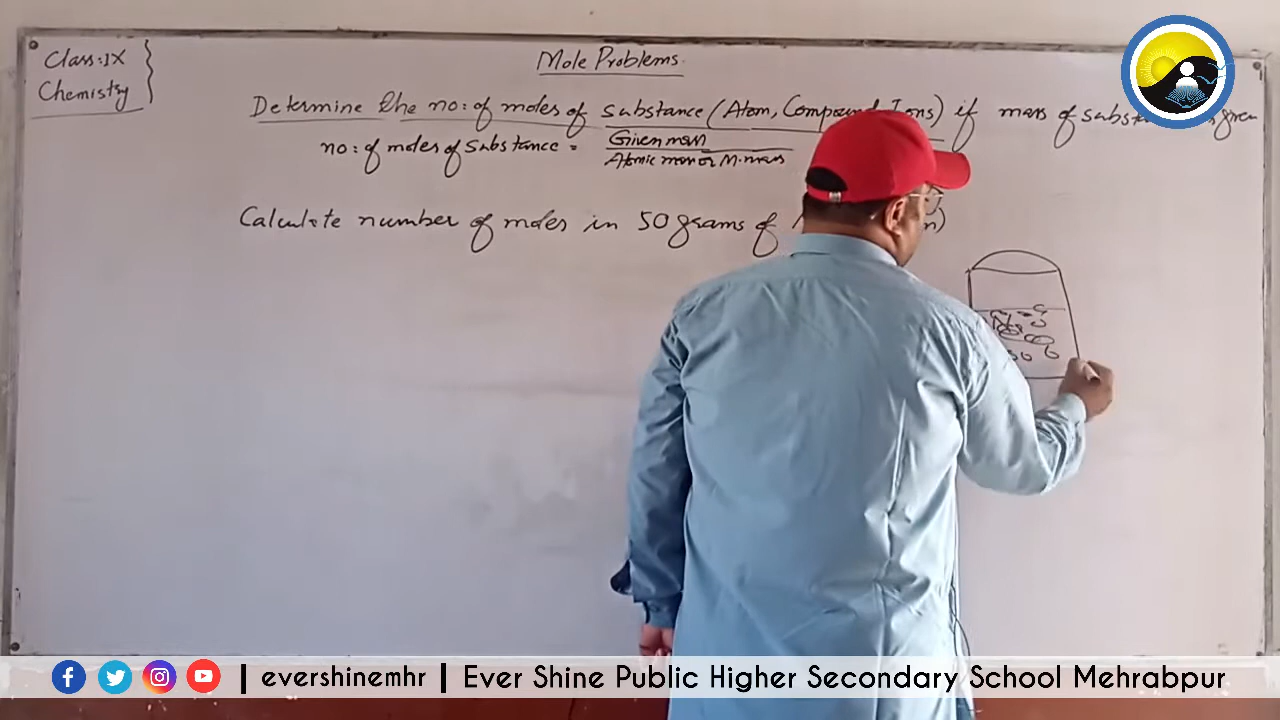 Class:IX
Chemistry
Mole Problems.
Determine the no: of moles of substance (Atom, Compound, Ions) if mass of given
no: of moles of substance = Given mass
Atomic mass or M.mass
Calculate number of moles in 50 grams of
| evershinemhr | Ever Shine Public Higher Secondary School Mehrabpur